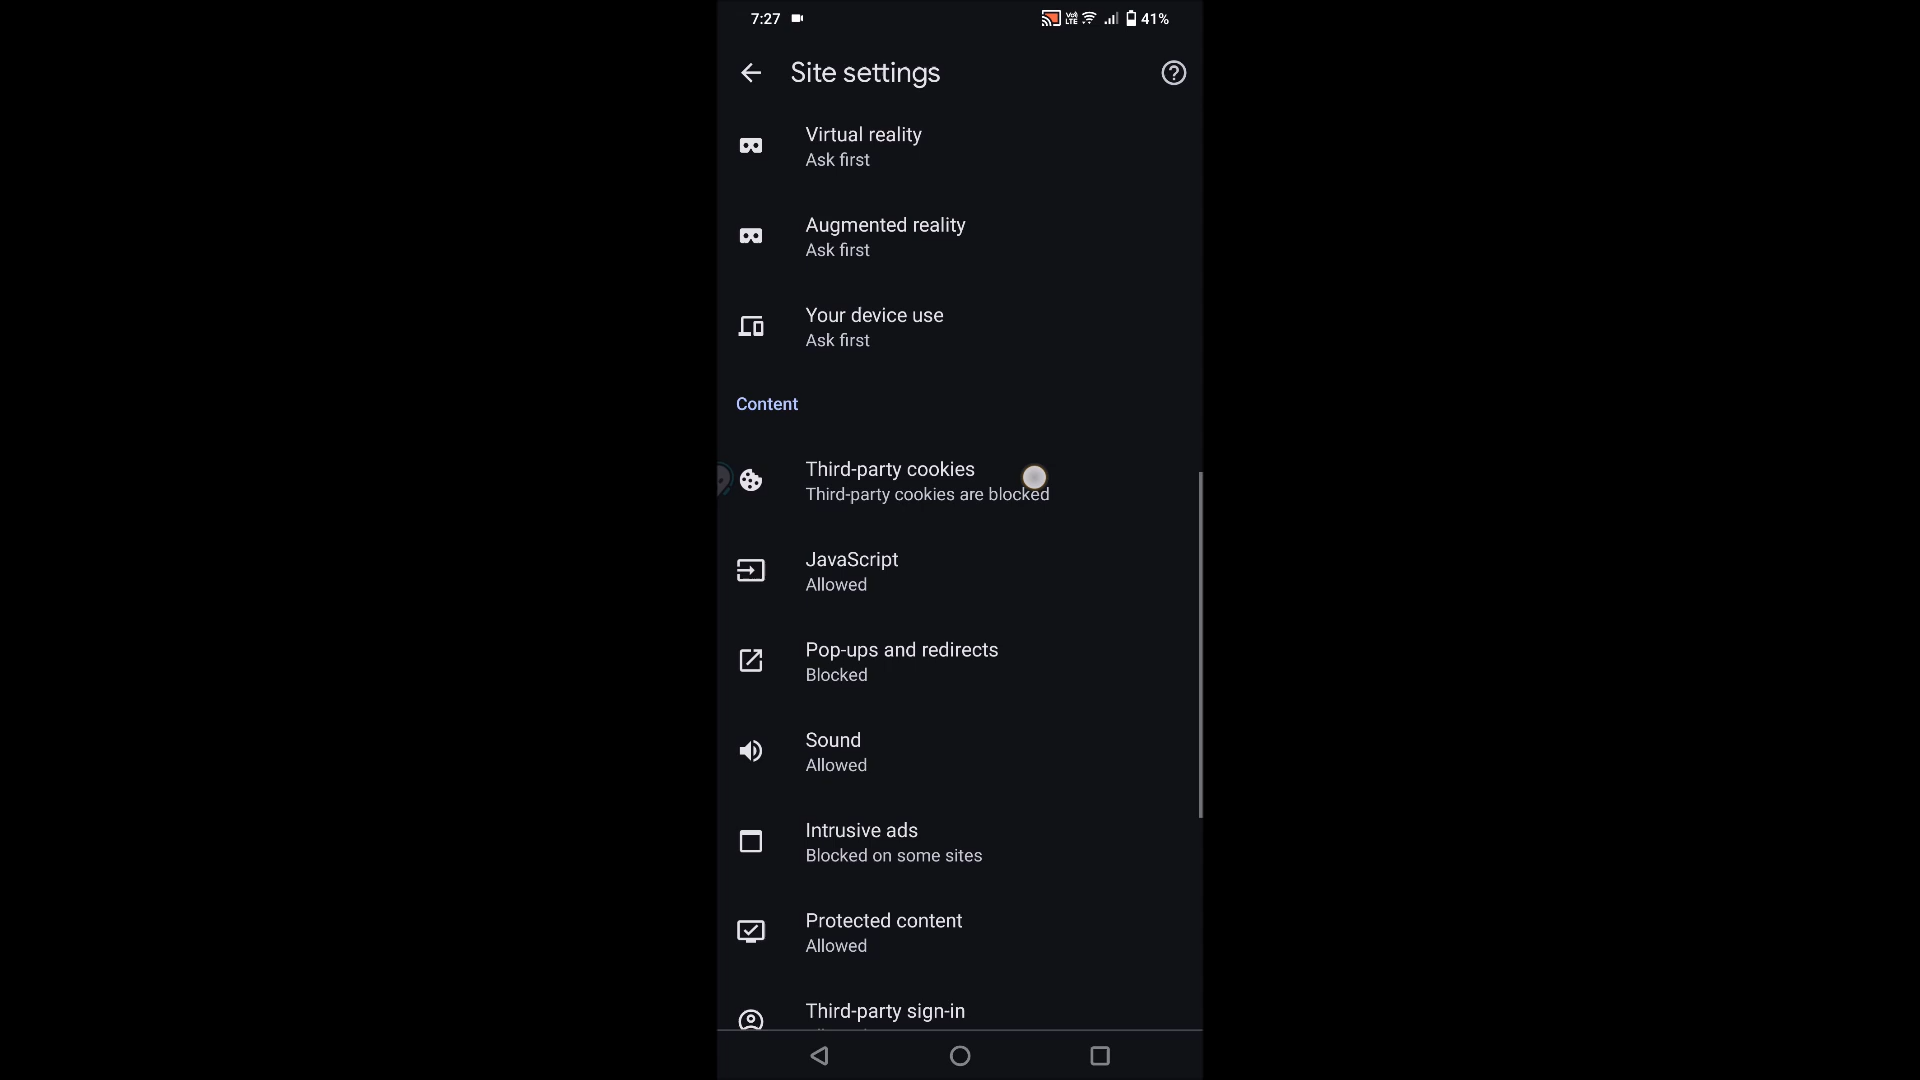 7:27
Vo) LTE 41%
Site settings
Virtual reality
Ask first
Augmented reality
Ask first
Your device use
Ask first
Content
Third-party cookies
Third-party cookies are blocked
JavaScript
Allowed
Pop-ups and redirects
Blocked
Sound
Allowed
Intrusive ads
Blocked on some sites
Protected content
Allowed
Third-party sign-in